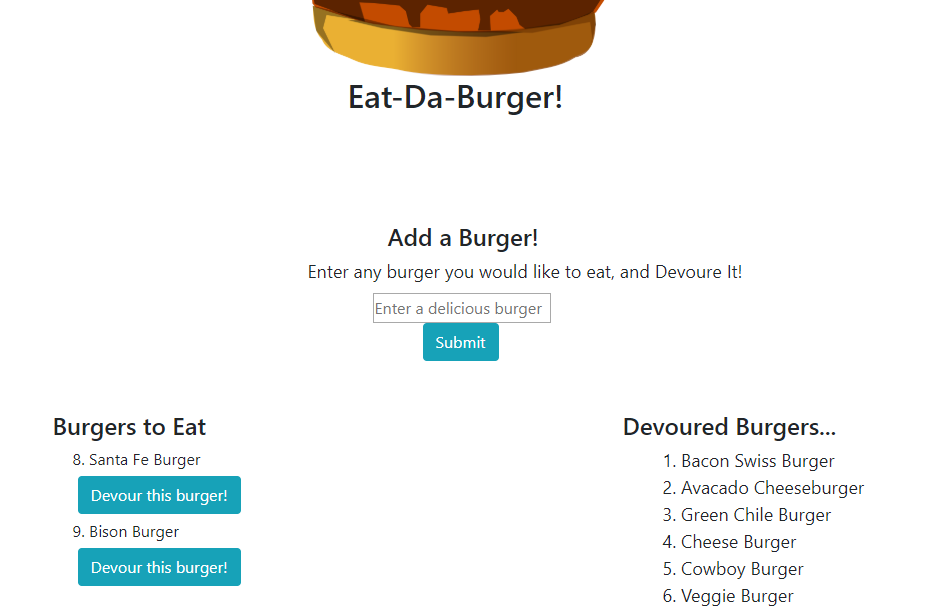 Eat-Da-Burger!
Add a Burger!
Enter any burger you would like to eat, and Devoure It!
Enter a delicious burger
Submit
Burgers to Eat
8. Santa Fe Burger
Devour this burger!
9. Bison Burger
Devour this burger!
Devoured Burgers...
1. Bacon Swiss Burger
2. Avacado Cheeseburger
3. Green Chile Burger
4. Cheese Burger
5. Cowboy Burger
6. Veggie Burger